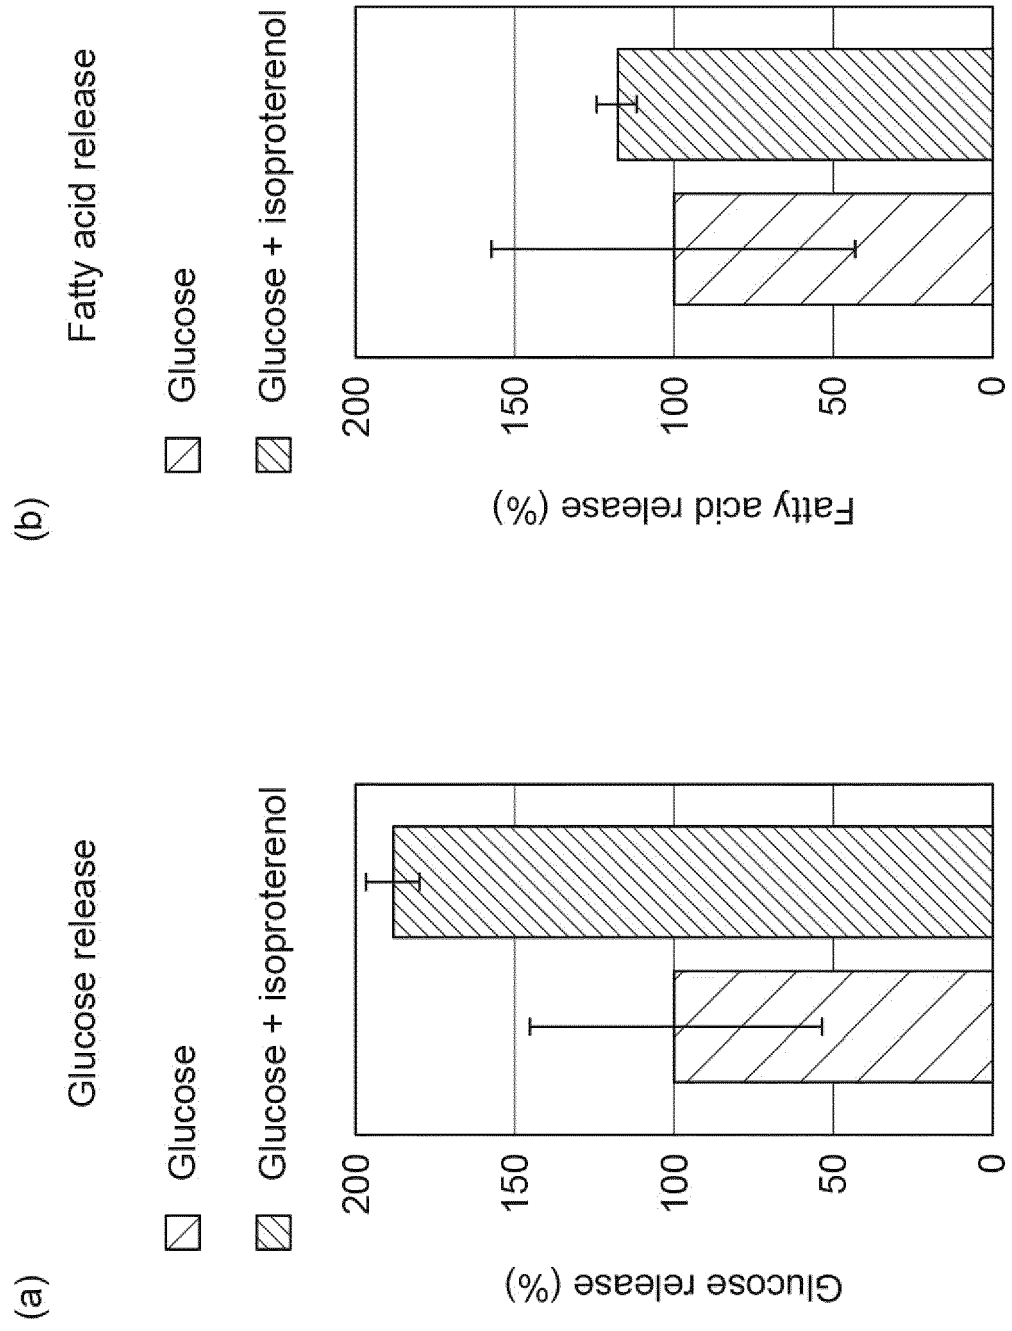 (a)
Glucose release
Glucose
Glucose + isoproterenol
Glucose release (%)
200
150
100
50
0
(b)
Fatty acid release
Glucose
Glucose + isoproterenol
Fatty acid release (%)
200
150
100
50
0